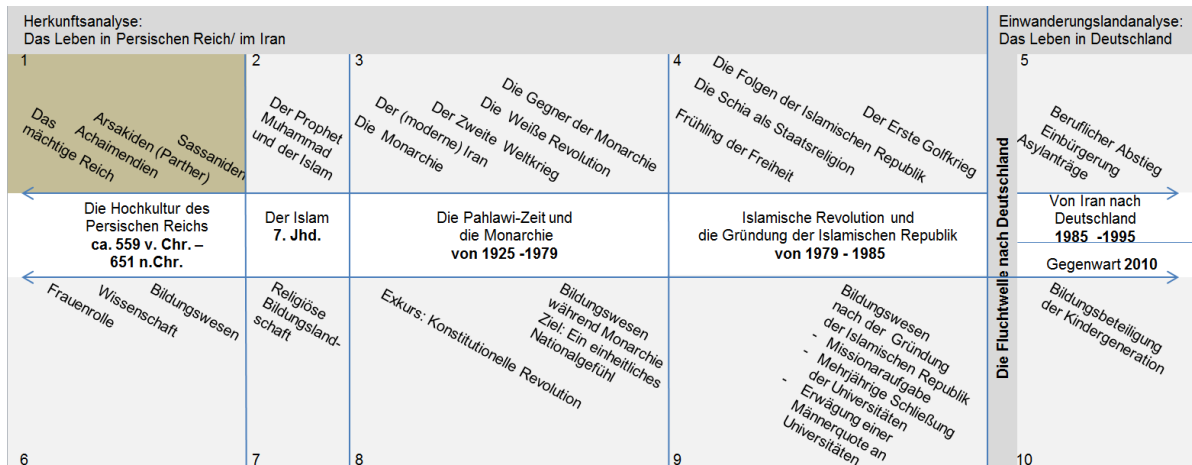 Herkunftsanalyse:
Das Leben in Persischen Reich/ im Iran
Einwanderungslandanalyse:
Das Leben in Deutschland
1
Das
mächtige Reich
Achaimendien
Arsakiden (Parther)
Sassaniden
2
Der Prophet
Muhammad
und der Islam
3
Die Monarchie
Der (moderne) Iran
Der Zweite Weltkrieg
Die Weiße Revolution
Die Gegner der Monarchie
4
Frühling der Freiheit
Die Schia als Staatsreligion
Die Folgen der Islamischen Republik
Der Erste Golfkrieg
5
Beruflicher Abstieg
Einbürgerung
Asylanträge
Die Hochkultur des
Persischen Reichs
ca. 559 v. Chr. –
651 n.Chr.
Der Islam
7. Jhd.
Die Pahlawi-Zeit und
die Monarchie
von 1925 -1979
Islamische Revolution und
die Gründung der Islamischen Republik
von 1979 - 1985
Die Fluchtwelle nach Deutschland
Von Iran nach
Deutschland
1985 -1995
Gegenwart 2010
Frauenrolle
Wissenschaft
Bildungswesen
6
Religiöse
Bildungsland-
schaft
7
Exkurs: Konstitutionelle Revolution
Bildungswesen
während Monarchie
Ziel: Ein einheitliches
Nationalgefühl
8
Bildungswesen
nach der Gründung
der Islamischen Republik
- Missionaraufgabe
- Mehrjährige Schließung
der Universitäten
- Erwägung einer
Männerquote an
Universitäten
9
Bildungsbeteiligung
der Kindergeneration
10